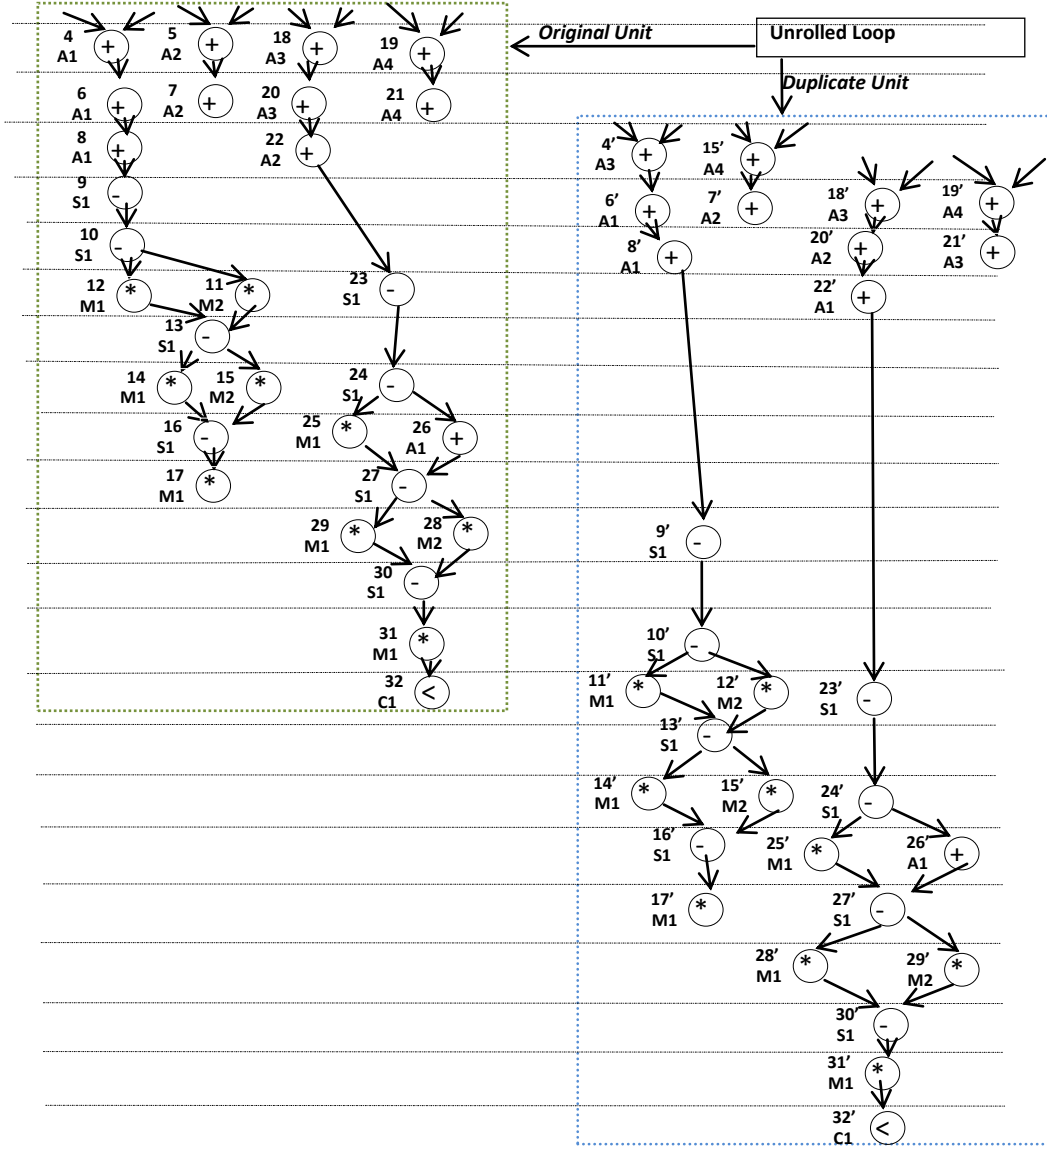 Original Unit
Unrolled Loop
Duplicate Unit
4
A1
+
5
A2
+
18
A3
+
19
A4
+
6
A1
+
7
A2
+
20
A3
+
21
A4
+
8
A1
+
22
A2
+
9
S1
-
10
S1
-
12
M1
*
11
M2
*
23
S1
-
13
S1
-
14
M1
*
15
M2
*
24
S1
-
16
S1
-
25
M1
*
26
A1
+
17
M1
*
27
S1
-
29
M1
*
28
M2
*
30
S1
-
31
M1
*
32
C1
<
4’
A3
+
15’
A4
+
6’
A1
+
7’
A2
+
18’
A3
+
19’
A4
+
8’
A1
+
20’
A2
+
21’
A3
+
22’
A1
+
9’
S1
-
10’
S1
-
11’
M1
*
12’
M2
*
23’
S1
-
13’
S1
-
14’
M1
*
15’
M2
*
24’
S1
-
16’
S1
-
25’
M1
*
26’
A1
+
17’
M1
*
27’
S1
-
28’
M1
*
29’
M2
*
30’
S1
-
31’
M1
*
32’
C1
<